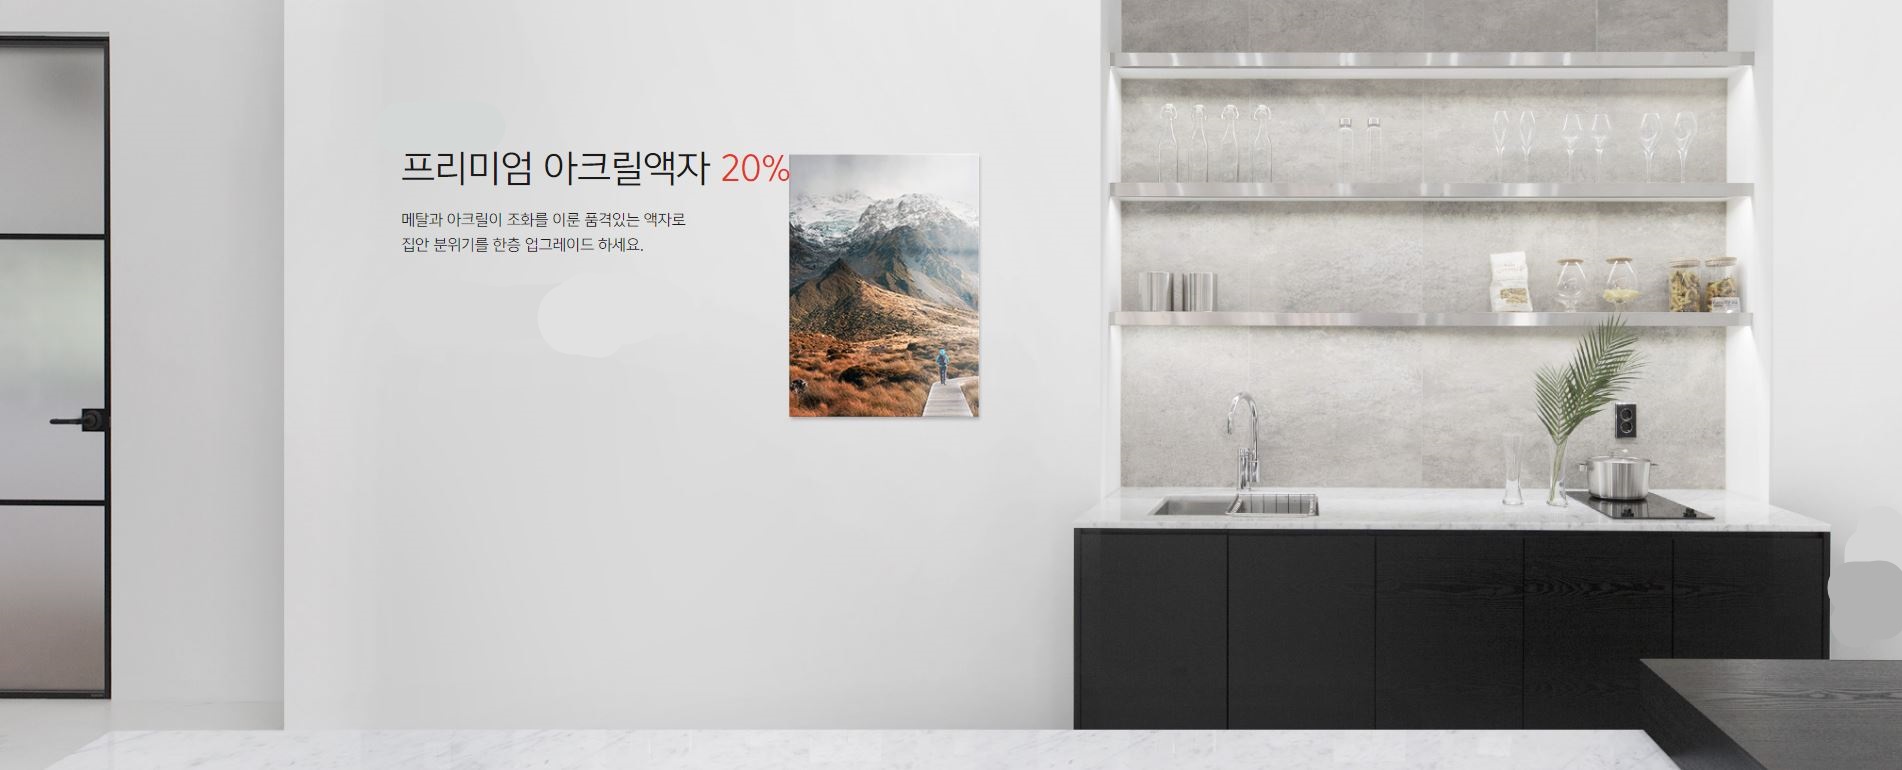 프리미엄 아크릴액자 20%
메탈과 아크릴이 조화를 이룬 품격있는 액자로
집안 분위기를 한층 업그레이드 하세요.